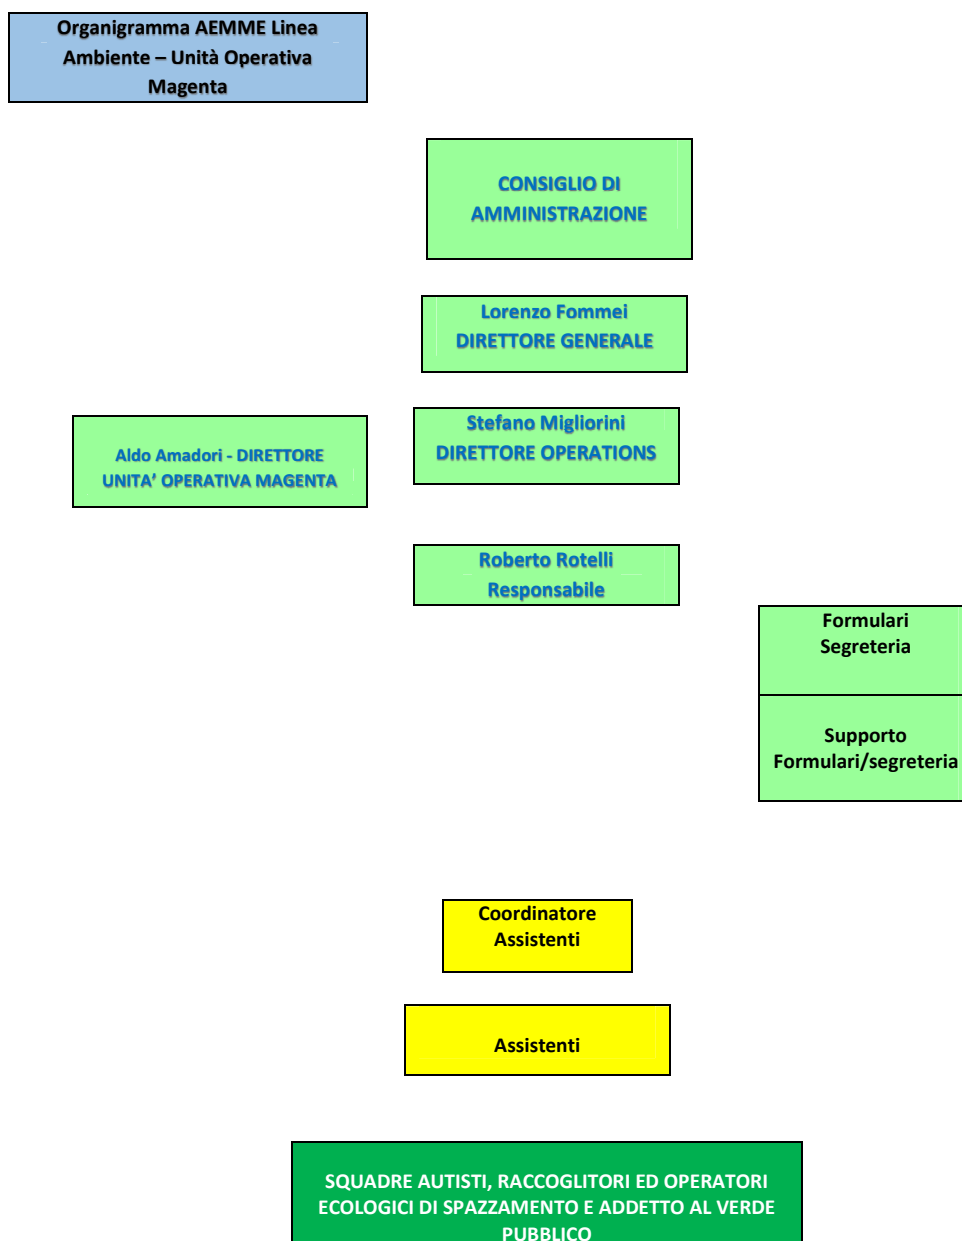 Organigramma AEMME Linea
Ambiente – Unità Operativa
Magenta
CONSIGLIO DI
AMMINISTRAZIONE
Lorenzo Fommei
DIRETTORE GENERALE
Stefano Migliorini
DIRETTORE OPERATIONS
Aldo Amadori - DIRETTORE
UNITA’ OPERATIVA MAGENTA
Roberto Rotelli
Responsabile
Formulari
Segreteria
Supporto
Formulari/segreteria
Coordinatore
Assistenti
Assistenti
SQUADRE AUTISTI, RACCOGLITORI ED OPERATORI
ECOLOGICI DI SPAZZAMENTO E ADDETTO AL VERDE
PUBBLICO